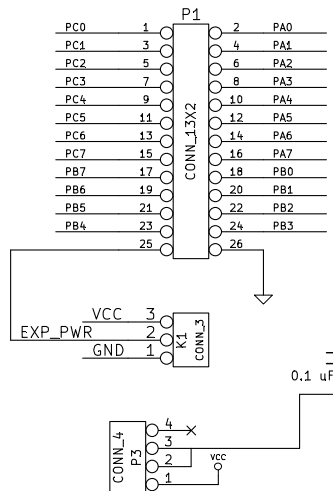 P1
PC0 1 2 PA0
PC1 3 4 PA1
PC2 5 6 PA2
PC3 7 8 PA3
PC4 9 10 PA4
PC5 11 12 PA5
PC6 13 14 PA6
PC7 15 16 PA7
PB7 17 18 PB0
PB6 19 20 PB1
PB5 21 22 PB2
PB4 23 24 PB3
25 26
CONN_13X2
VCC 3
EXP_PWR 2
GND 1
K1
CONN_3
0.1 uF
CONN_4
P3
4
3
2
1
VCC